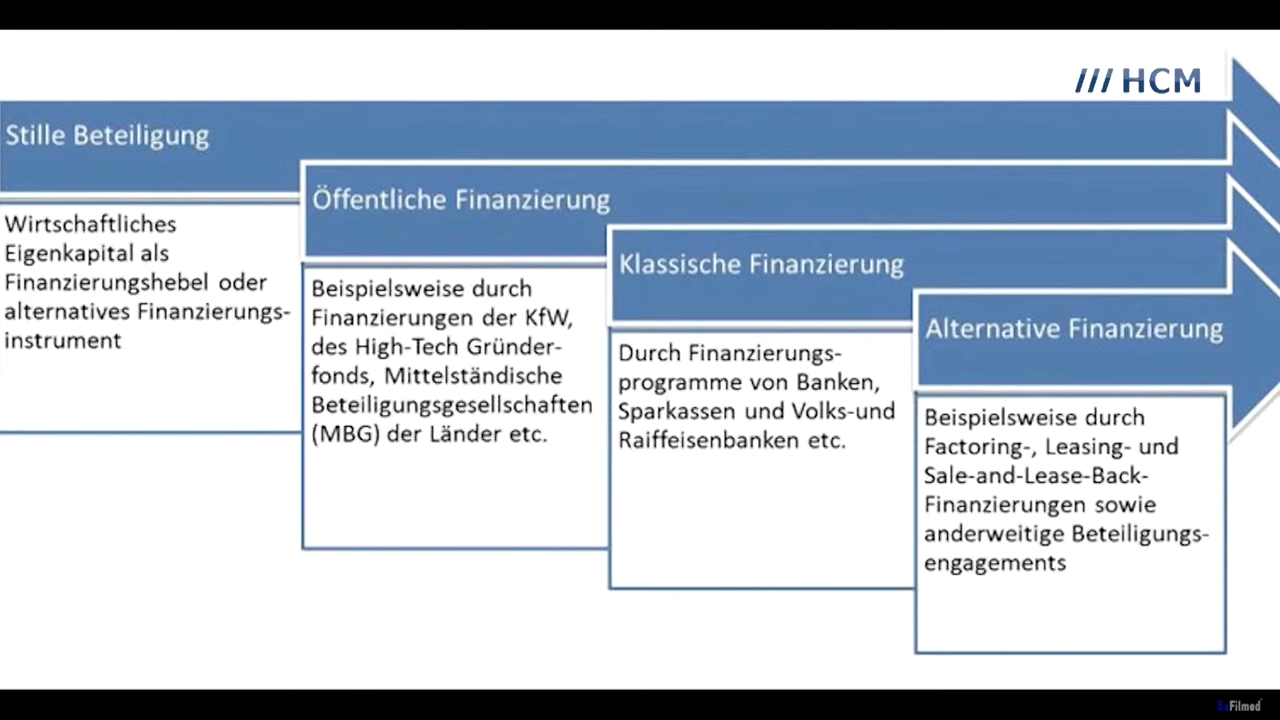 /// HCM
Stille Beteiligung
Wirtschaftliches
Eigenkapital als
Finanzierungshebel oder
alternatives Finanzierungs-
instrument
Öffentliche Finanzierung
Beispielsweise durch
Finanzierungen der KfW,
des High-Tech Gründer-
fonds, Mittelständische
Beteiligungsgesellschaften
(MBG) der Länder etc.
Klassische Finanzierung
Durch Finanzierungs-
programme von Banken,
Sparkassen und Volks-und
Raiffeisenbanken etc.
Alternative Finanzierung
Beispielsweise durch
Factoring-, Leasing- und
Sale-and-Lease-Back-
Finanzierungen sowie
anderweitige Beteiligungs-
engagements